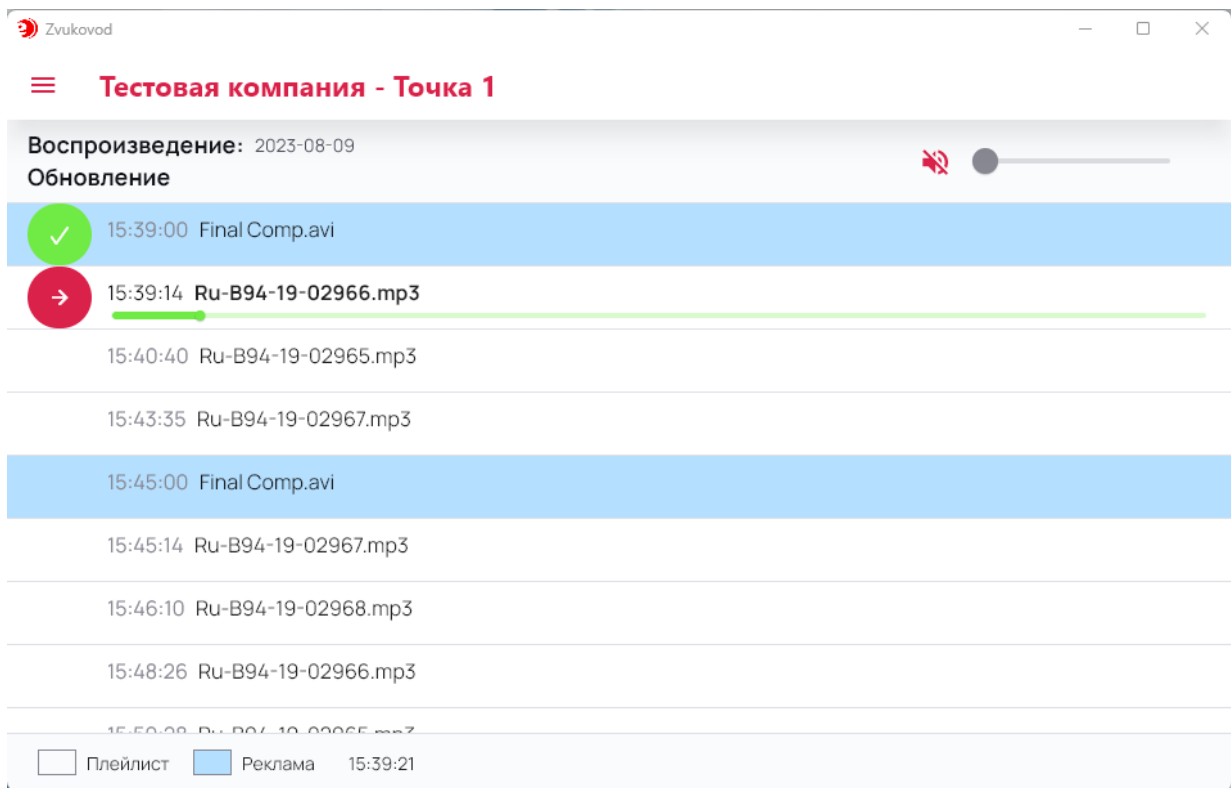 Zvukovod
Тестовая компания - Точка 1
Воспроизведение: 2023-08-09
Обновление
15:39:00 Final Comp.avi
15:39:14 Ru-B94-19-02966.mp3
15:40:40 Ru-B94-19-02965.mp3
15:43:35 Ru-B94-19-02967.mp3
15:45:00 Final Comp.avi
15:45:14 Ru-B94-19-02967.mp3
15:46:10 Ru-B94-19-02968.mp3
15:48:26 Ru-B94-19-02966.mp3
Плейлист Реклама 15:39:21